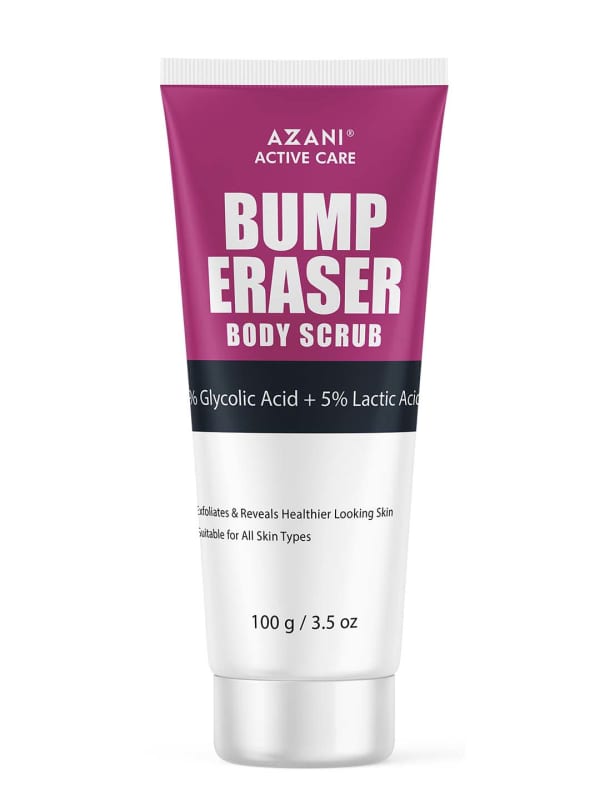 AZANI®
ACTIVE CARE
BUMP
ERASER
BODY SCRUB
% Glycolic Acid + 5% Lactic Acid
Exfoliates & Reveals Healthier Looking Skin
Suitable for All Skin Types
100 g / 3.5 oz